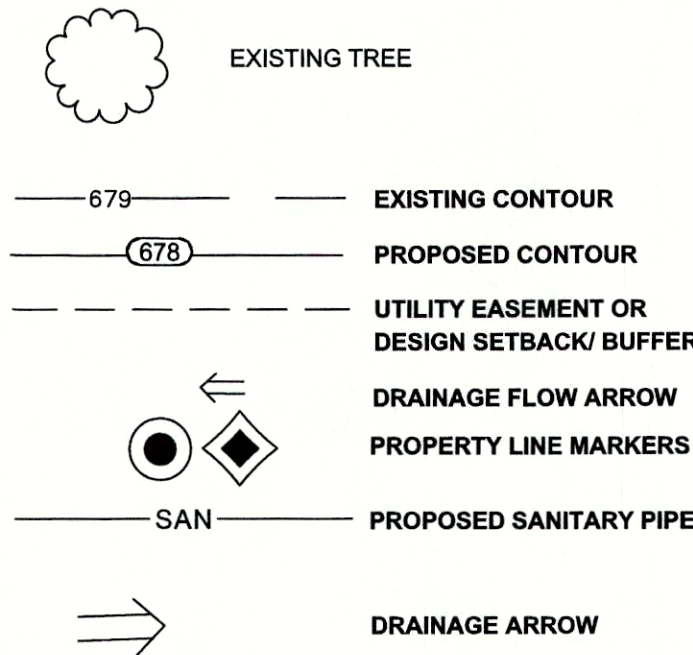 EXISTING TREE
679 EXISTING CONTOUR
678 PROPOSED CONTOUR
UTILITY EASEMENT OR
DESIGN SETBACK/ BUFFER
DRAINAGE FLOW ARROW
PROPERTY LINE MARKERS
SAN PROPOSED SANITARY PIPE
DRAINAGE ARROW